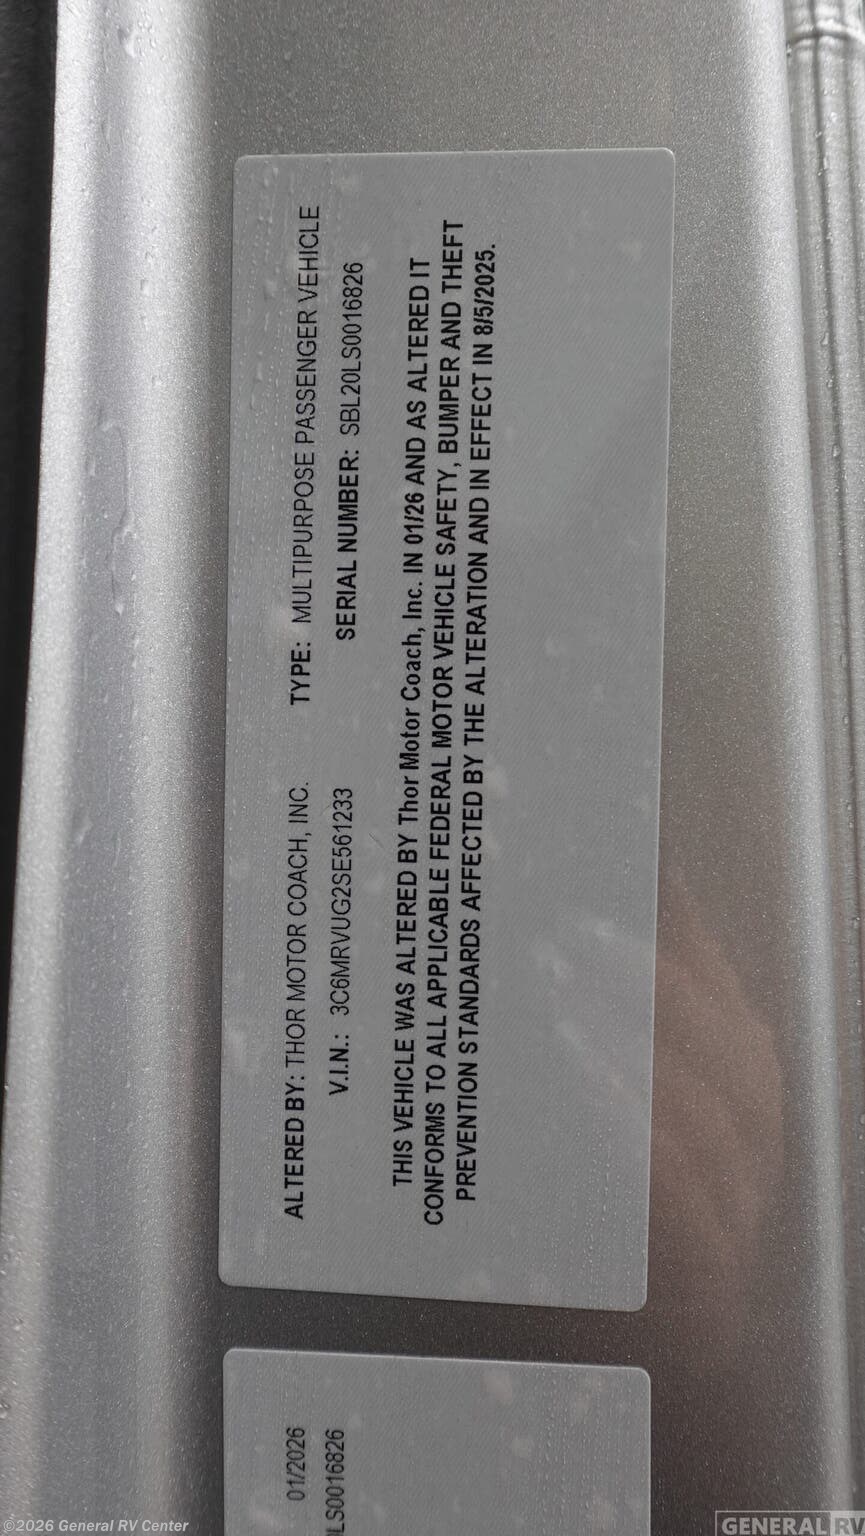 ALTERED BY: THOR MOTOR COACH, INC. TYPE: MULTIPURPOSE PASSENGER VEHICLE
V.I.N.: 3C6MRVUG2SE561233 SERIAL NUMBER: SBL20LS0016826
THIS VEHICLE WAS ALTERED BY Thor Motor Coach, Inc. IN 01/26 AND AS ALTERED IT
CONFORMS TO ALL APPLICABLE FEDERAL MOTOR VEHICLE SAFETY, BUMPER AND THEFT
PREVENTION STANDARDS AFFECTED BY THE ALTERATION AND IN EFFECT IN 8/5/2025.
01/2026
LS0016826
©2026 General RV Center
GENERAL RV